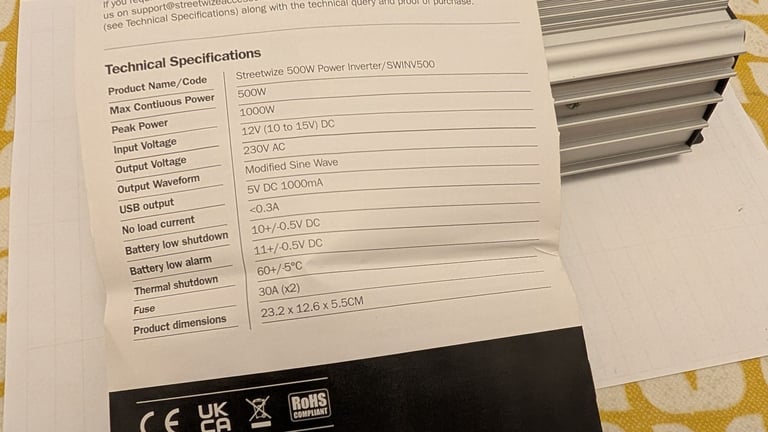 If you requ
us on support@streetwizeacces
(see Technical Specifications) along with the technical query and proof of purchase.
Technical Specifications
Product Name/Code Streetwize 500W Power Inverter/SWINV500
Max Contiuous Power 500W
Peak Power 1000W
Input Voltage 12V (10 to 15V) DC
Output Voltage 230V AC
Output Waveform Modified Sine Wave
USB output 5V DC 1000mA
No load current <0.3A
Battery low shutdown 10+/-0.5V DC
Battery low alarm 11+/-0.5V DC
Thermal shutdown 60+/-5°C
Fuse 30A (x2)
Product dimensions 23.2 x 12.6 x 5.5CM
CE UK CA RoHS COMPLIANT